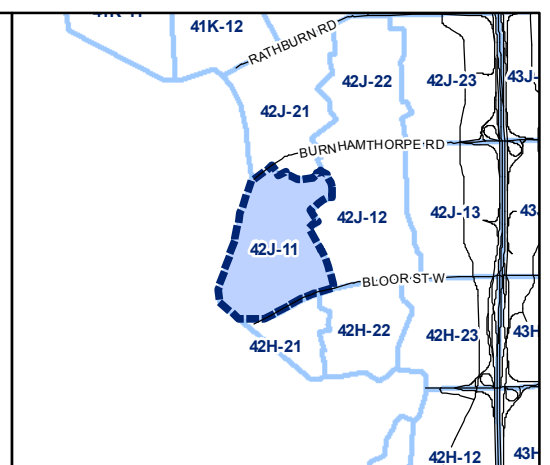 41K-12
RATHBURN RD
42J-22
42J-23
43J-
42J-21
BURNHAMTHORPE RD
42J-12
42J-13
43J
42J-11
BLOOR ST W
42H-22
42H-23
43H
42H-21
42H-12
43H